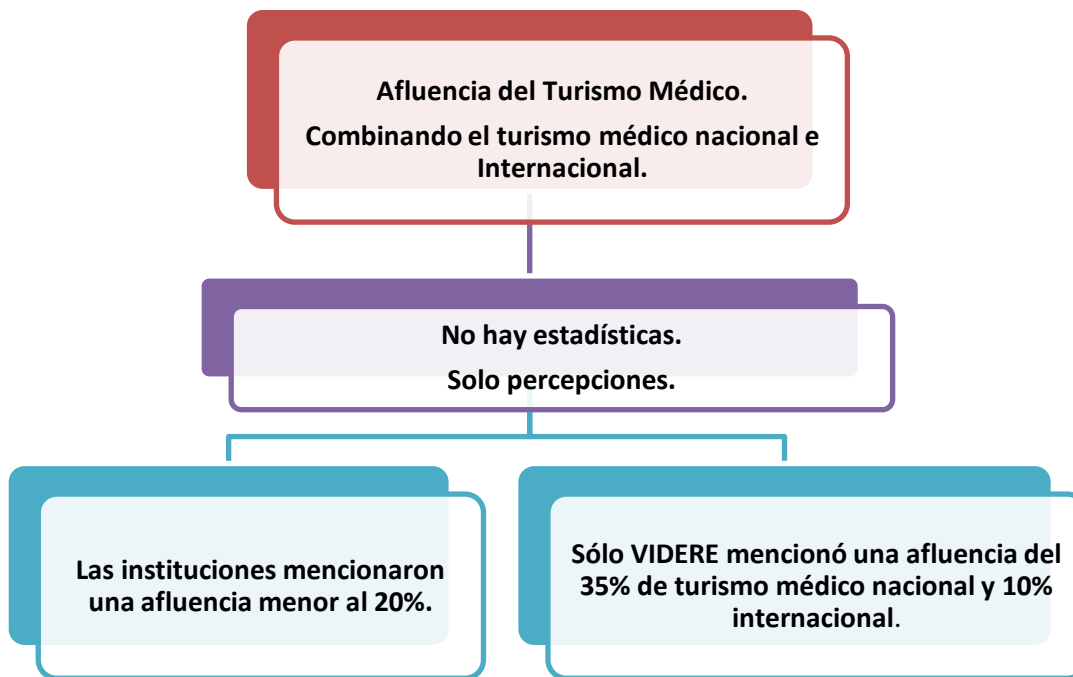 Afluencia del Turismo Médico.
Combinando el turismo médico nacional e
Internacional.
No hay estadísticas.
Solo percepciones.
Las instituciones mencionaron
una afluencia menor al 20%.
Sólo VIDERE mencionó una afluencia del
35% de turismo médico nacional y 10%
internacional.